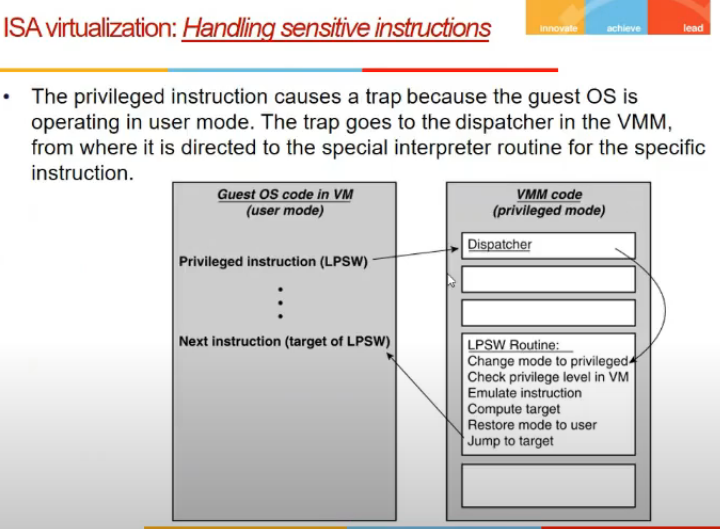 ISA virtualization: Handling sensitive instructions
innovate achieve lead
• The privileged instruction causes a trap because the guest OS is
operating in user mode. The trap goes to the dispatcher in the VMM,
from where it is directed to the special interpreter routine for the specific
instruction.
Guest OS code in VM
(user mode)
Privileged instruction (LPSW)
Next instruction (target of LPSW)
VMM code
(privileged mode)
Dispatcher
LPSW Routine:
Change mode to privileged
Check privilege level in VM
Emulate instruction
Compute target
Restore mode to user
Jump to target